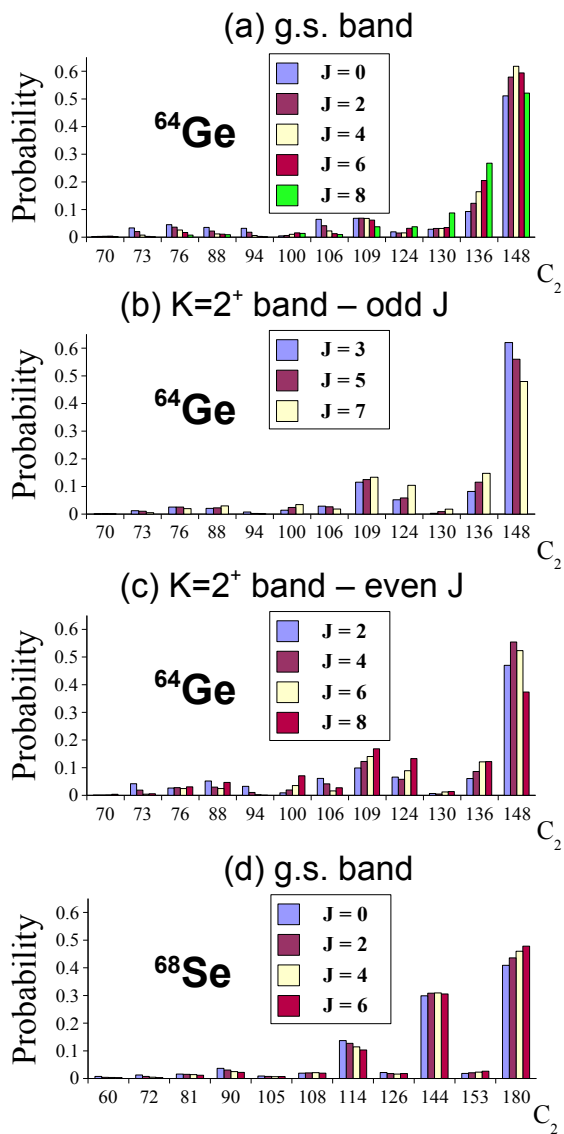 (a) g.s. band
Probability
0.6
0.5
0.4
0.3
0.2
0.1
0
⁶⁴Ge
J = 0
J = 2
J = 4
J = 6
J = 8
70 73 76 88 94 100 106 109 124 130 136 148
C₂
(b) K=2⁺ band – odd J
Probability
0.6
0.5
0.4
0.3
0.2
0.1
0
⁶⁴Ge
J = 3
J = 5
J = 7
70 73 76 88 94 100 106 109 124 130 136 148
C₂
(c) K=2⁺ band – even J
Probability
0.6
0.5
0.4
0.3
0.2
0.1
0
⁶⁴Ge
J = 2
J = 4
J = 6
J = 8
70 73 76 88 94 100 106 109 124 130 136 148
C₂
(d) g.s. band
Probability
0.6
0.5
0.4
0.3
0.2
0.1
0
⁶⁸Se
J = 0
J = 2
J = 4
J = 6
60 72 81 90 105 108 114 126 144 153 180
C₂